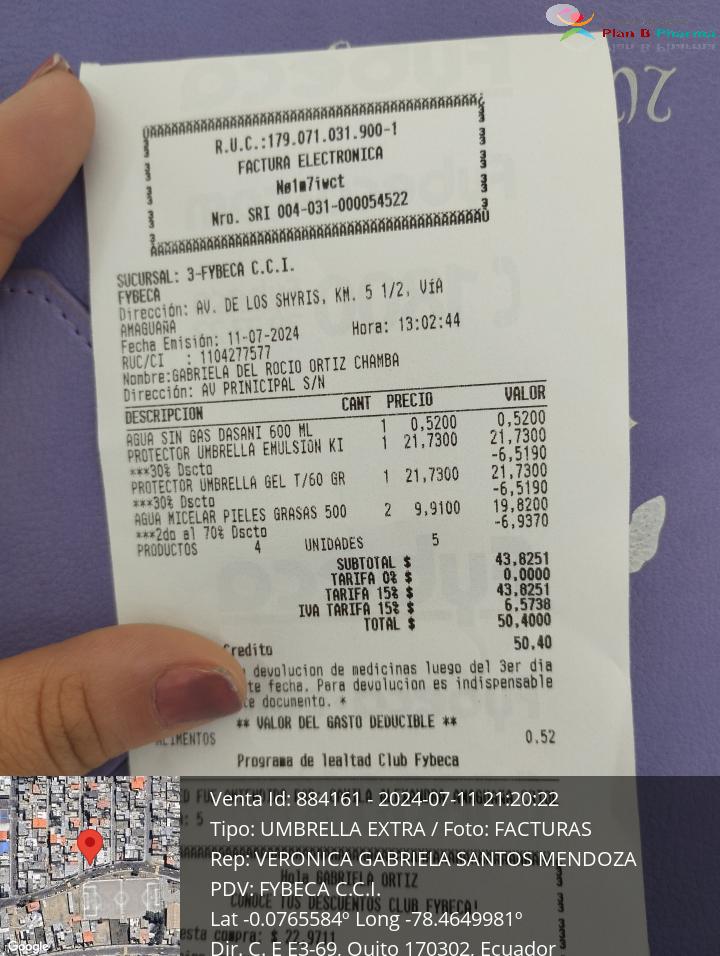 Plan B Pharma
R.U.C.:179.071.031.900-1
FACTURA ELECTRONICA
Nro. SRI 004-031-000054522
SUCURSAL: 3-FYBECA C.C.I.
FYBECA
Dirección: AV. DE LOS SHYRIS, KM. 5 1/2, VíA
AMAGUAñA
Fecha Emisión: 11-07-2024 Hora: 13:02:44
RUC/CI : 1104277577
Nombre:GABRIELA DEL ROCIO ORTIZ CHAMBA
Dirección: AV PRINICIPAL S/N
DESCRIPCION CANT PRECIO VALOR
AGUA SIN GAS DASANI 600 ML 1 0,5200 0,5200
PROTECTOR UMBRELLA EMULSION KI 1 21,7300 21,7300
***30% Dscto -6,5190
PROTECTOR UMBRELLA GEL T/60 GR 1 21,7300 21,7300
***30% Dscto -6,5190
AGUA MICELAR PIELES GRASAS 500 2 9,9100 19,8200
***2do al 70% Dscto -6,9370
PRODUCTOS 4 UNIDADES 5
SUBTOTAL $ 43,8251
TARIFA 0% $ 0.0000
TARIFA 15% $ 43,8251
IVA TARIFA 15% $ 6,5738
TOTAL $ 50,4000
Credito 50.40
devolucion de medicinas luego del 3er dia
te fecha. Para devolucion es indispensable
documento. *
** VALOR DEL GASTO DEDUCIBLE **
ALIMENTOS 0.52
Programa de lealtad Club Fybeca
Venta Id: 884161 - 2024-07-11 21:20:22
: 5
Tipo: UMBRELLA EXTRA / Foto: FACTURAS
Rep: VERONICA GABRIELA SANTOS MENDOZA
Hola GABRIELA ORTIZ
PDV: FYBECA C.C.I.
CONOCE TUS DESCUENTOS CLUB FYBECA!
Lat -0.0765584º Long -78.4649981º
esta compra: $ 22.9711
Dir. C. E E3-69, Quito 170302, Ecuador
Google